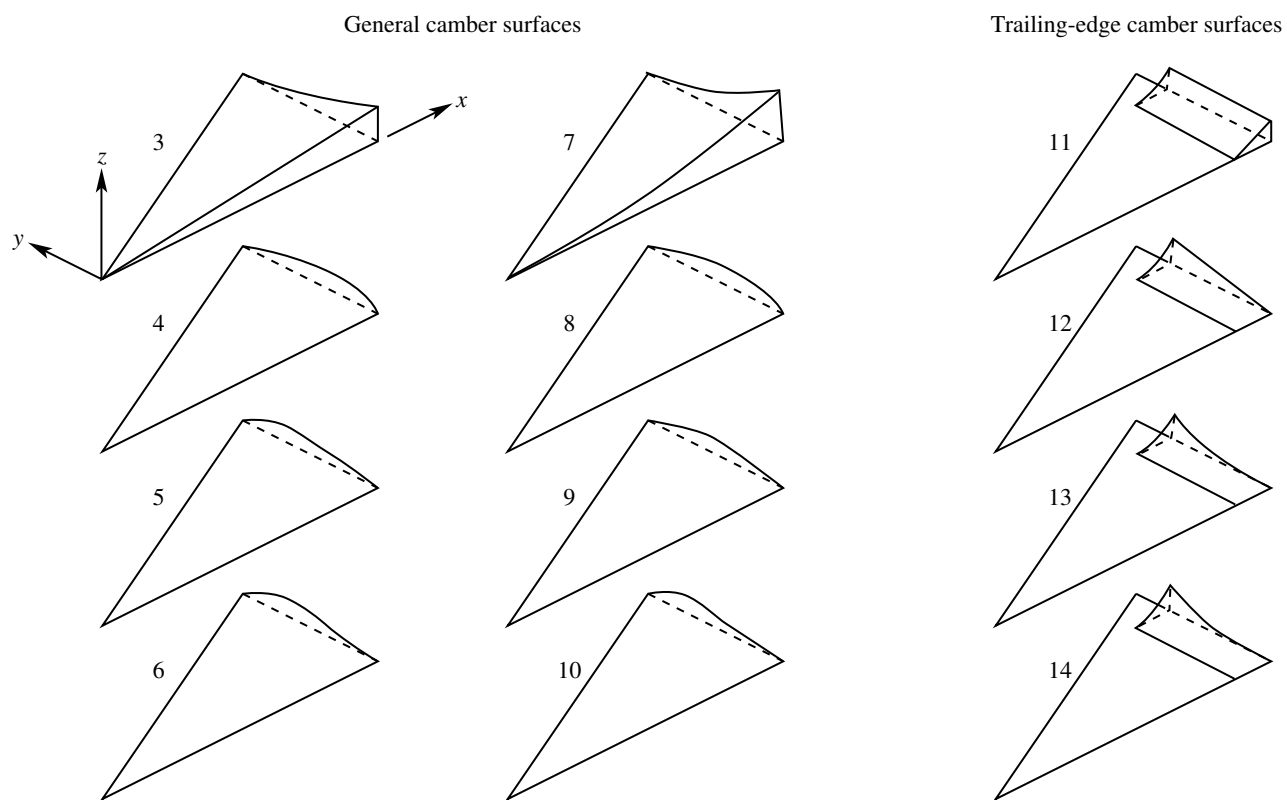 General camber surfaces
Trailing-edge camber surfaces
x
3
7
11
z
y
4
8
12
5
9
13
6
10
14